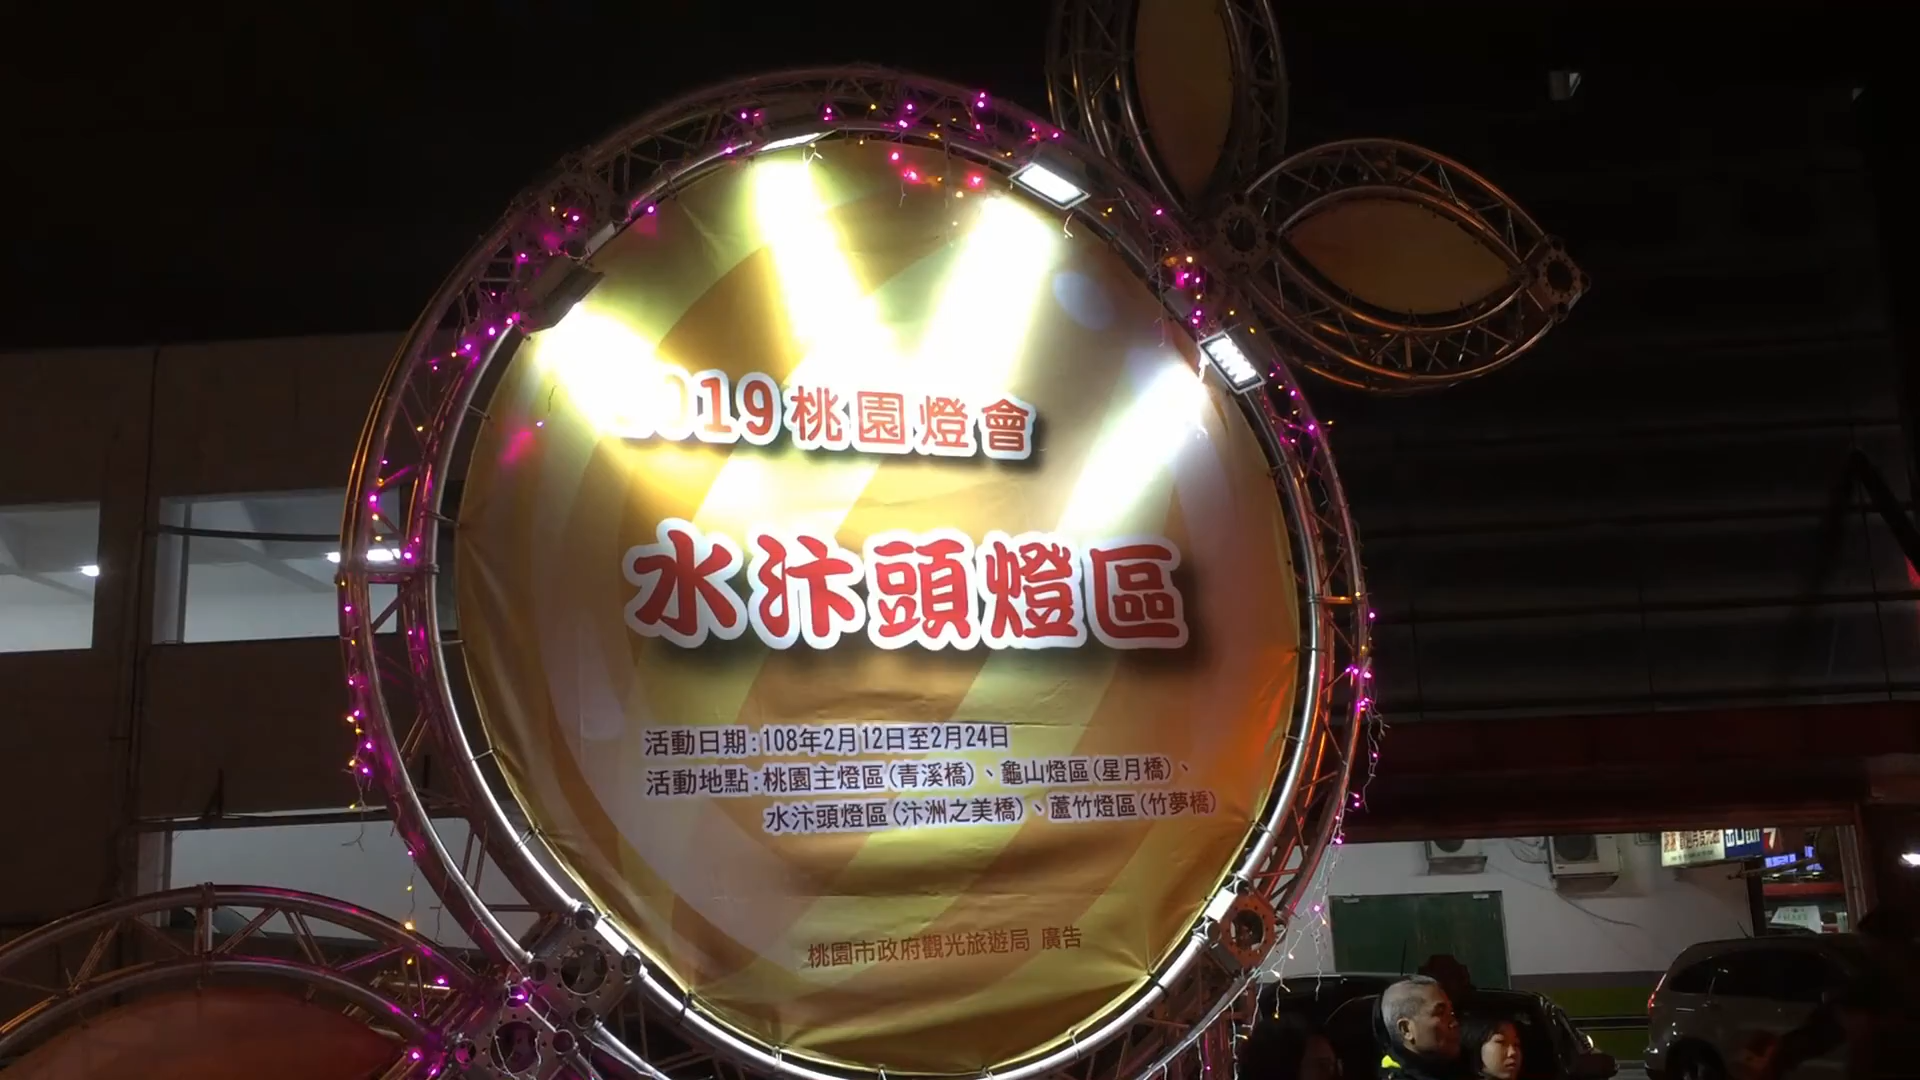 2019桃園燈會
水汴頭燈區
活動日期:108年2月12日至2月24日
活動地點:桃園主燈區(青溪橋)、龜山燈區(星月橋)、
水汴頭燈區(汴洲之美橋)、蘆竹燈區(竹夢橋)
桃園市政府觀光旅遊局 廣告